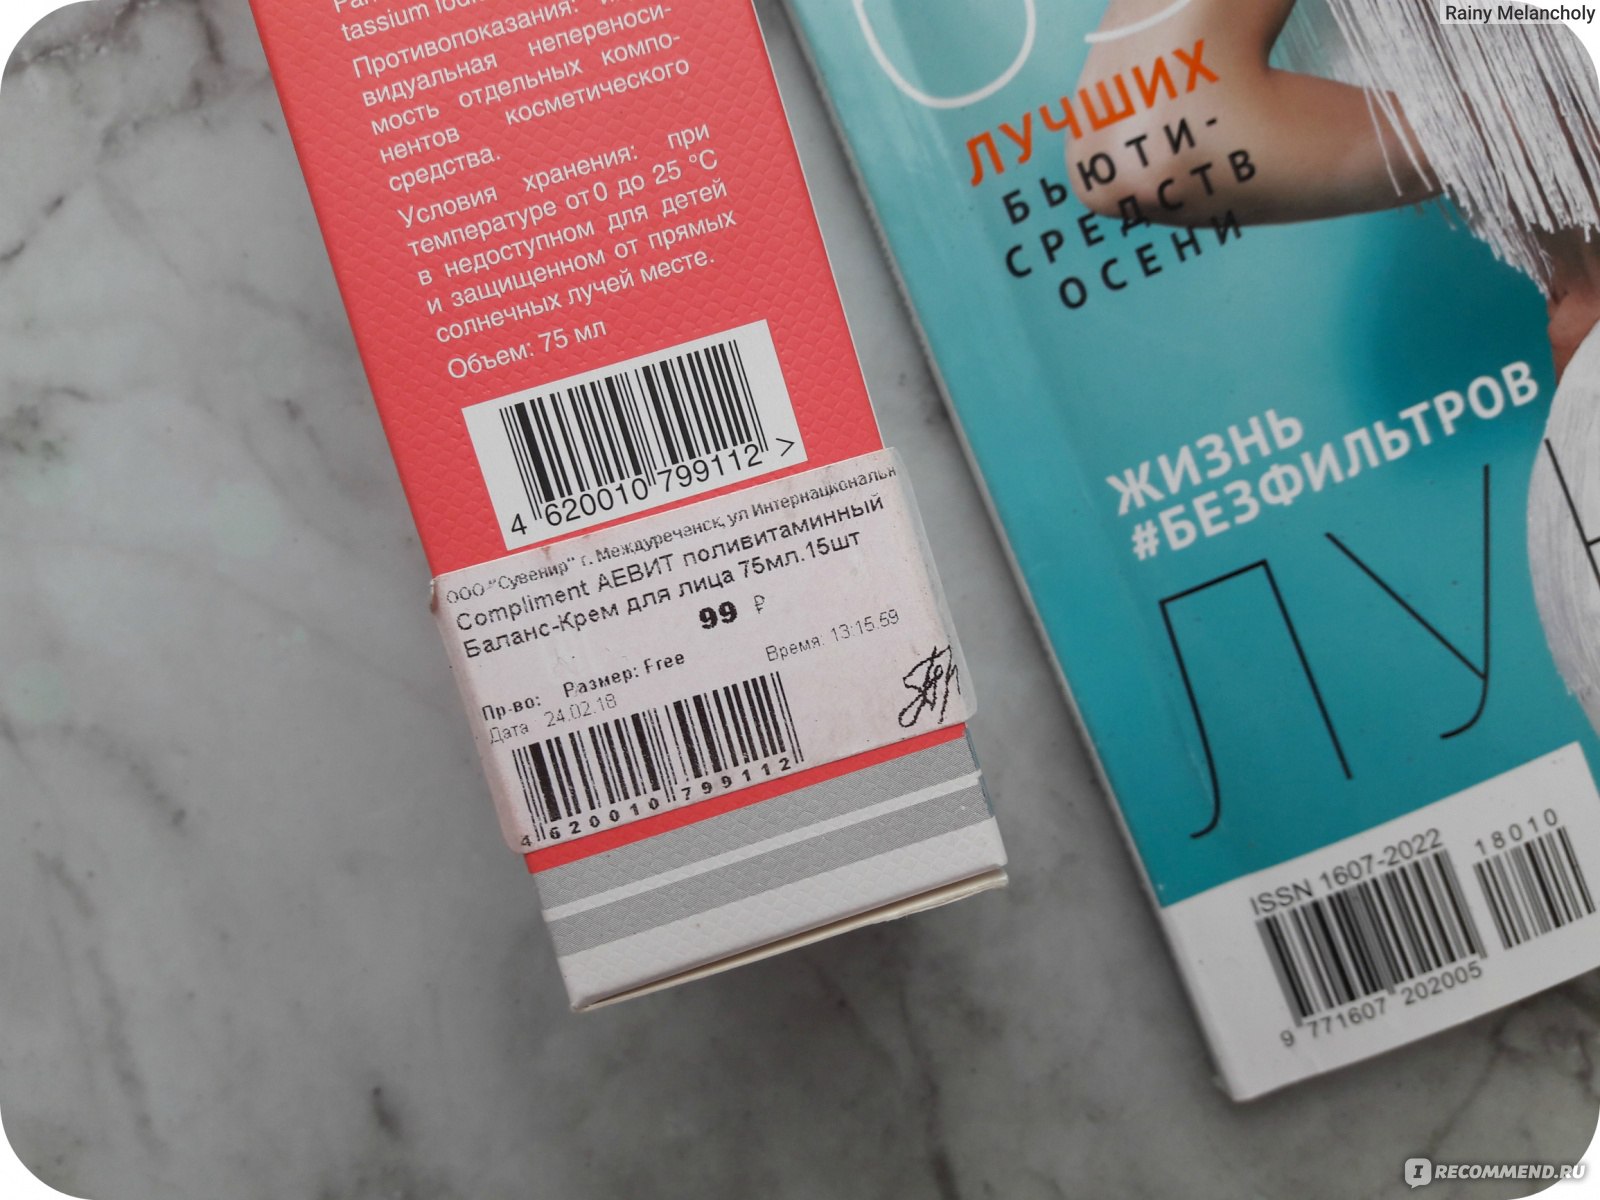 Rainy Melancholy
tassium Iodi
Противопоказания: 
видуальная непереноси-
мость отдельных компо-
нентов косметического
средства.
Условия хранения: при
температуре от 0 до 25 °C
в недоступном для детей
и защищенном от прямых
солнечных лучей месте.
Объем: 75 мл
4 620010 799112 >
ООО "Сувенир" г. Междуреченск, ул Интернациональн
Compliment АЕВИТ поливитаминный
Баланс-Крем для лица 75мл.15шт
99 ₽
Пр-во: Размер: Free
Дата 24.02.18 Время: 13:15:59
4620010799112
ЛУЧШИХ
БЬЮТИ-
СРЕДСТВ
ОСЕНИ
ЖИЗНЬ
#БЕЗФИЛЬТРОВ
ЛУ
ISSN 1607-2022
18010
9 771607 202005
IRECOMMEND.RU